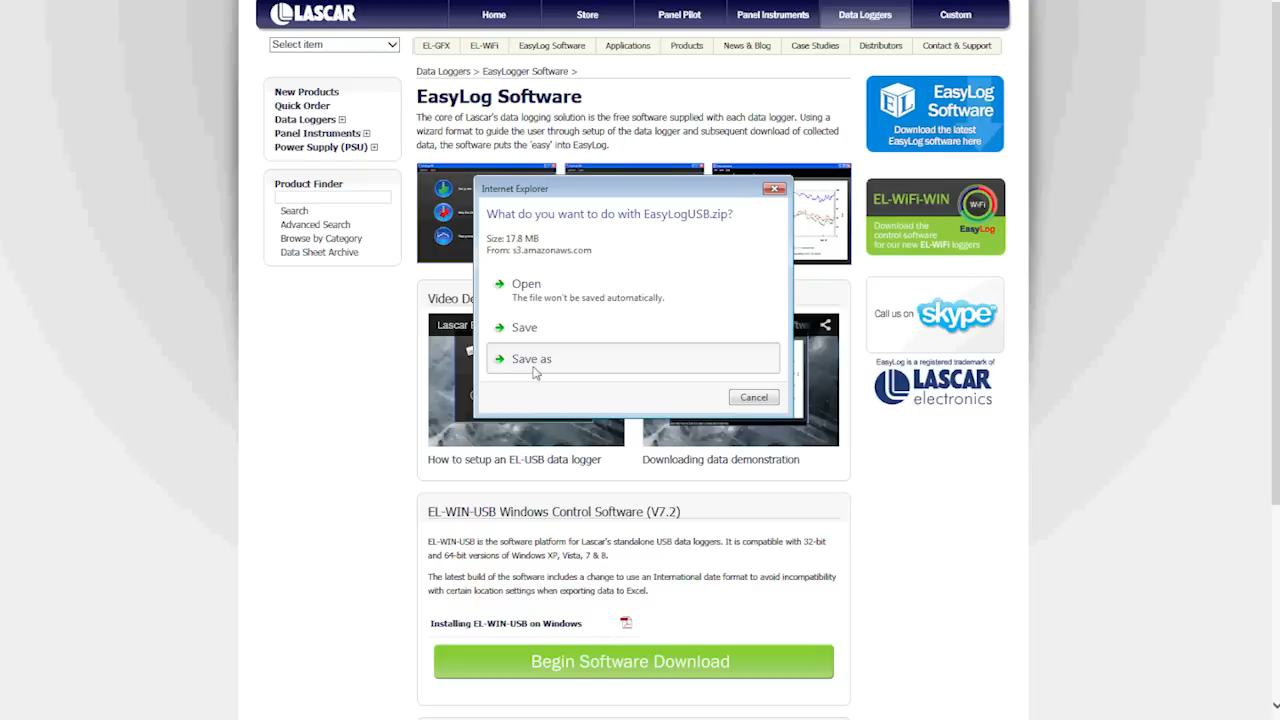 LASCAR
Home
Store
Panel Pilot
Panel Instruments
Data Loggers
Custom
Select item
EL-GFX
EL-WiFi
EasyLog Software
Applications
Products
News & Blog
Case Studies
Distributors
Contact & Support
New Products
Quick Order
Data Loggers
Panel Instruments
Power Supply (PSU)
Product Finder
Search
Advanced Search
Browse by Category
Data Sheet Archive
Data Loggers > EasyLogger Software >
EasyLog Software
The core of Lascar's data logging solution is the free software supplied with each data logger. Using a
wizard format to guide the user through setup of the data logger and subsequent download of collected
data, the software puts the 'easy' into EasyLog.
Internet Explorer
What do you want to do with EasyLogUSB.zip?
Size: 17.8 MB
From: s3.amazonaws.com
Open
The file won't be saved automatically.
Save
Save as
Cancel
Video De
Lascar
How to setup an EL-USB data logger
Downloading data demonstration
EL-WIN-USB Windows Control Software (V7.2)
EL-WIN-USB is the software platform for Lascar's standalone USB data loggers. It is compatible with 32-bit
and 64-bit versions of Windows XP, Vista, 7 & 8.
The latest build of the software includes a change to use an International date format to avoid incompatibility
with certain location settings when exporting data to Excel.
Installing EL-WIN-USB on Windows
Begin Software Download
EL
EasyLog
Software
Download the latest
EasyLog software here
EL-WiFi-WIN
WiFi
EasyLog
Download the
control software
for our new EL-WiFi loggers
Call us on
skype
EasyLog is a registered trademark of
LASCAR
electronics